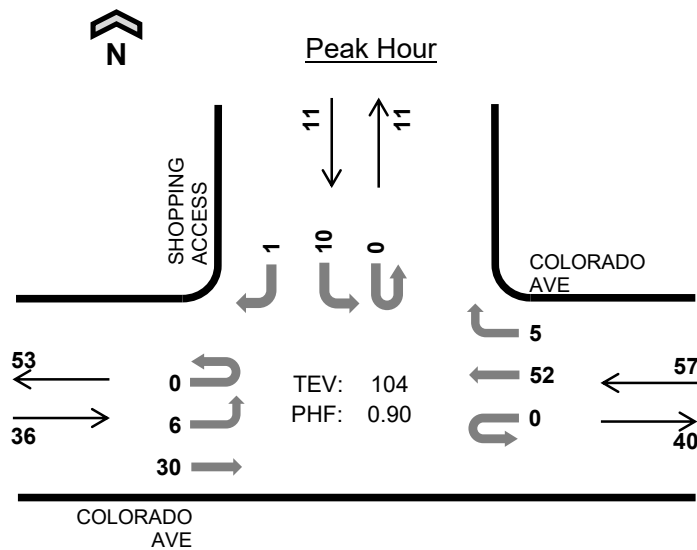 N
Peak Hour
11
11
SHOPPING
ACCESS
1
10
0
COLORADO
AVE
53
36
0
6
30
TEV: 104
PHF: 0.90
5
52
0
57
40
COLORADO
AVE